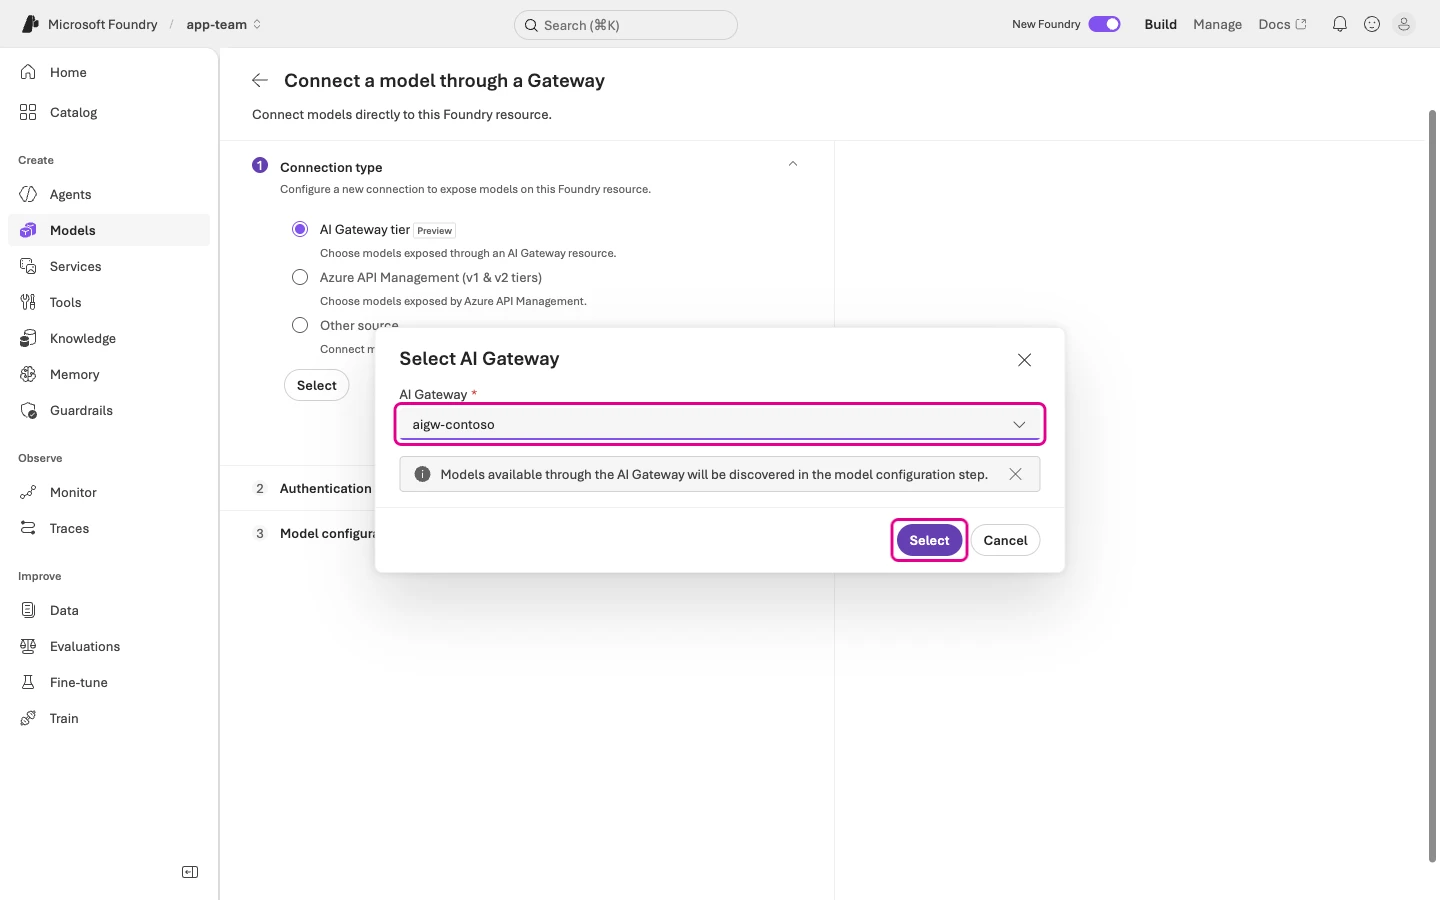 Microsoft Foundry / app-team
Search (⌘K)
New Foundry
Build
Manage
Docs
Home
Catalog
Create
Agents
Models
Services
Tools
Knowledge
Memory
Guardrails
Observe
Monitor
Traces
Improve
Data
Evaluations
Fine-tune
Train
Connect a model through a Gateway
Connect models directly to this Foundry resource.
1 Connection type
Configure a new connection to expose models on this Foundry resource.
AI Gateway tier Preview
Choose models exposed through an AI Gateway resource.
Azure API Management (v1 & v2 tiers)
Choose models exposed by Azure API Management.
Other source
Connect
Select
2 Authentication
3 Model
Select AI Gateway
AI Gateway *
aigw-contoso
Models available through the AI Gateway will be discovered in the model configuration step.
Select
Cancel